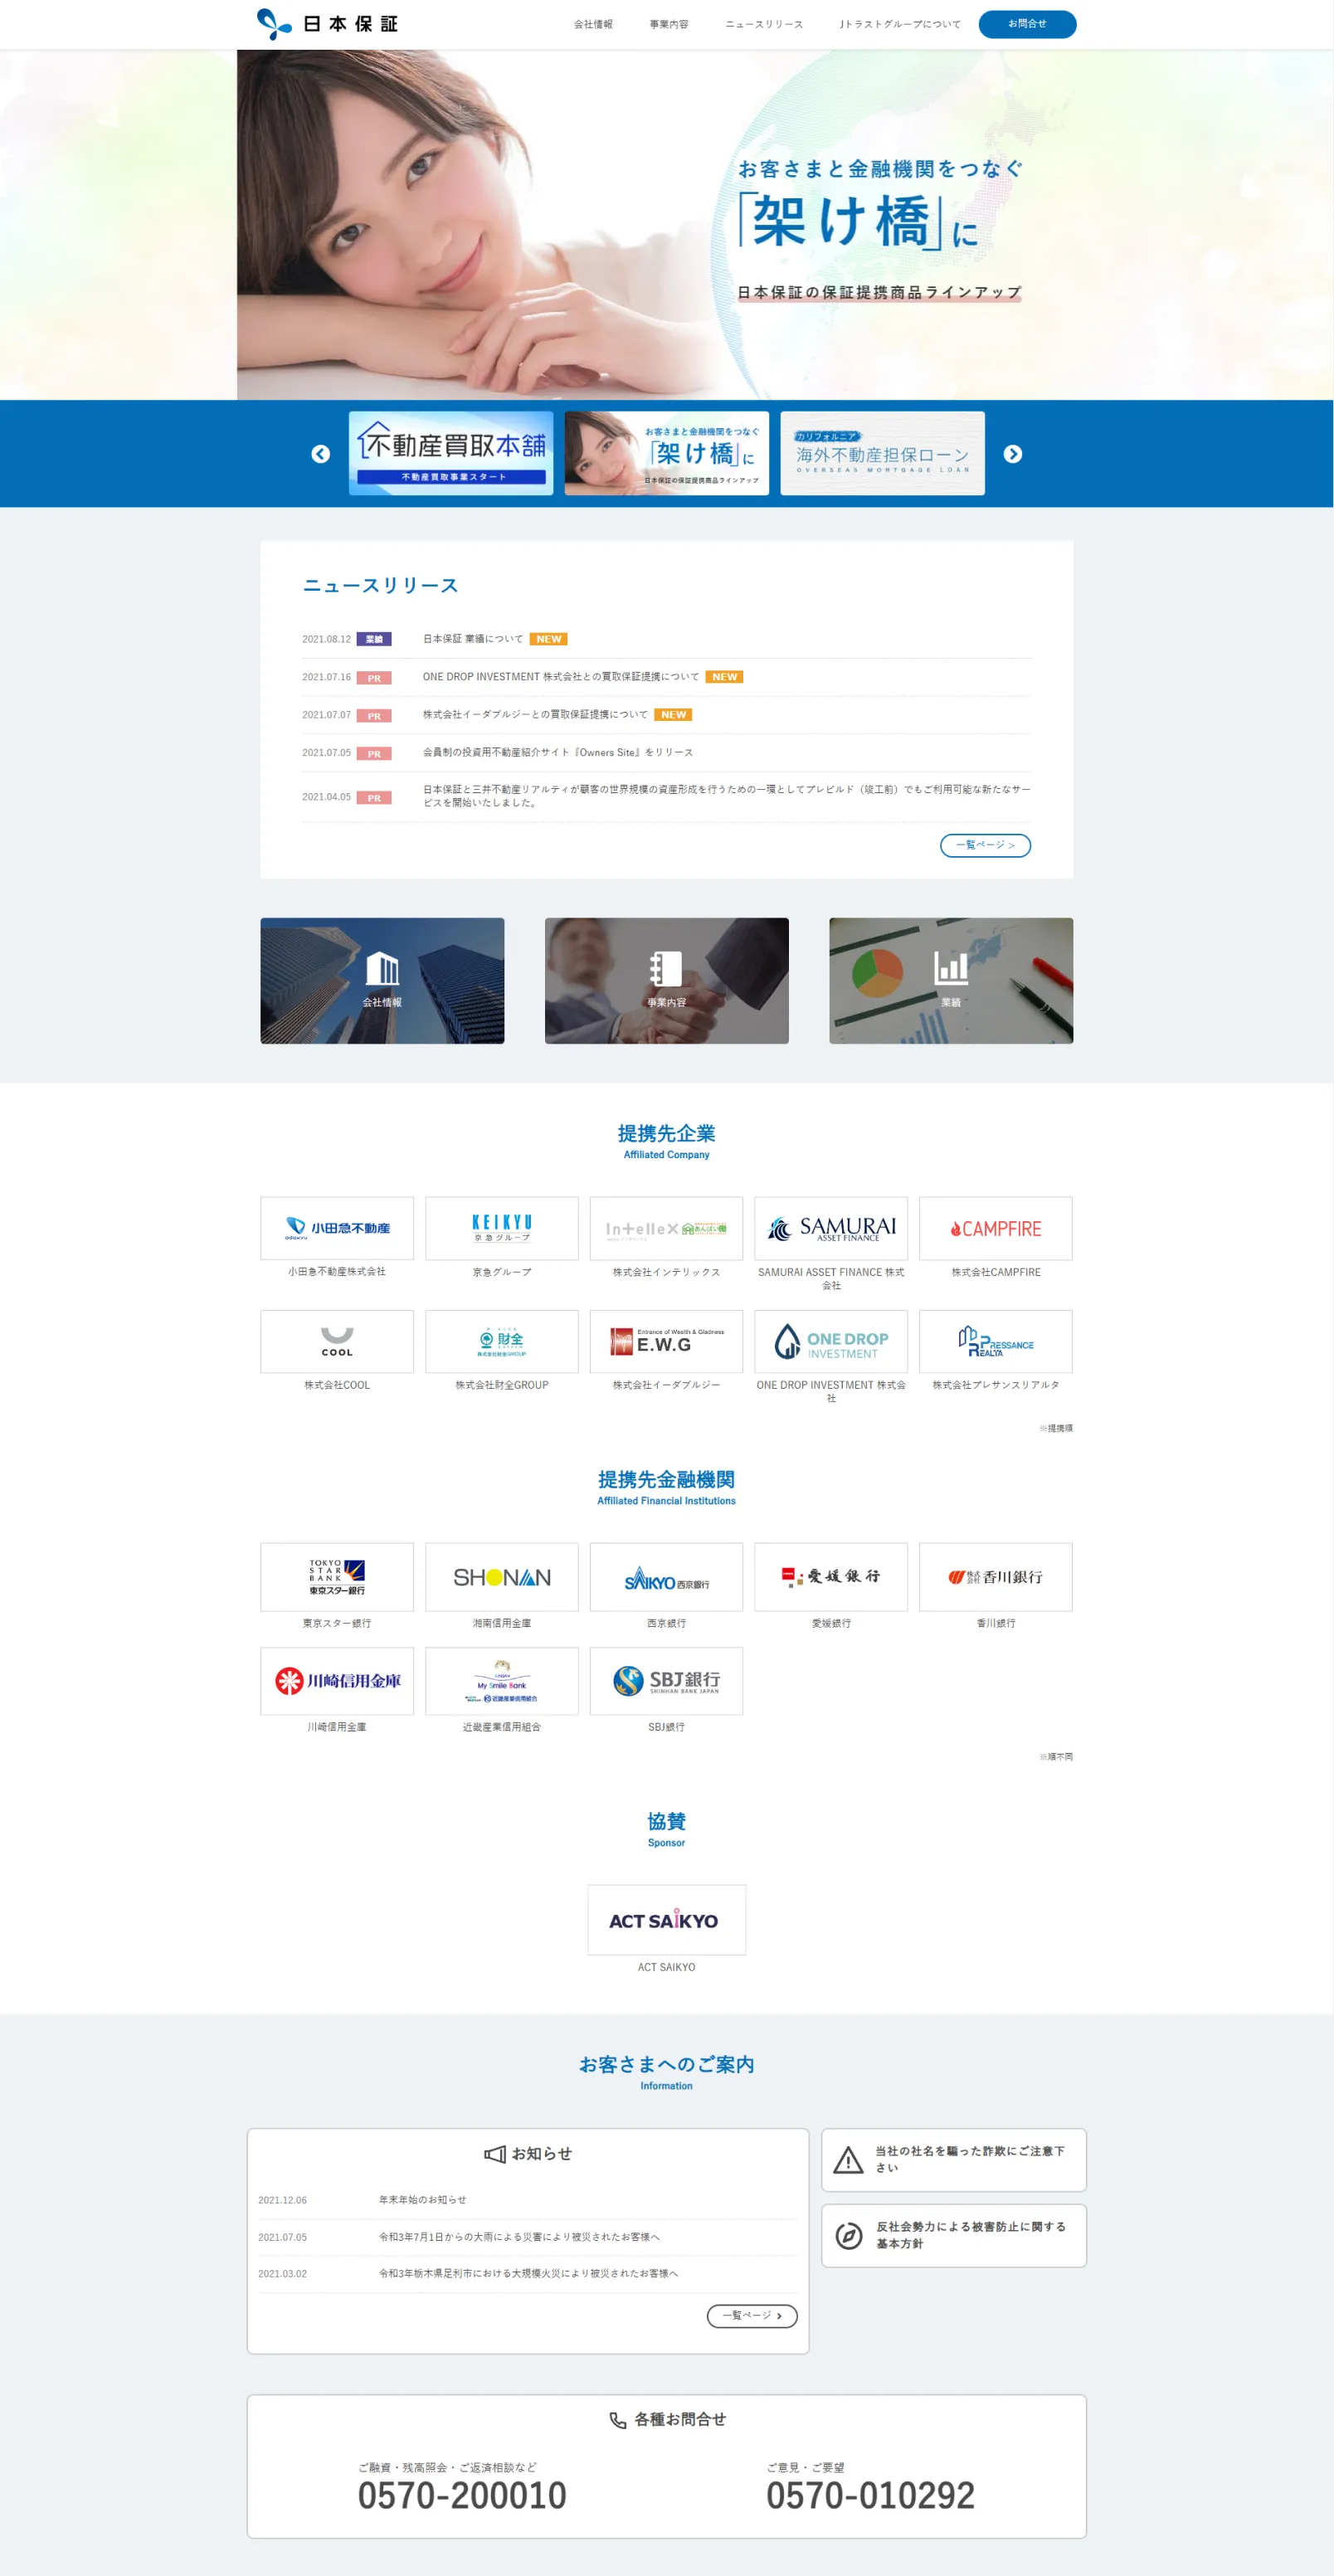 日本保証
会社情報
事業内容
ニュースリリース
Jトラストグループについて
お問合せ
お客さまと金融機関をつなぐ
「架け橋」に
日本保証の保証提携商品ラインアップ
不動産買取本舗
不動産買取事業スタート
お客さまと金融機関をつなぐ
「架け橋」に
日本保証の保証提携商品ラインアップ
カリフォルニア
海外不動産担保ローン
OVERSEAS MORTGAGE LOAN
ニュースリリース
2021.08.12 業績 日本保証 業績について NEW
2021.07.16 PR ONE DROP INVESTMENT 株式会社との買取保証提携について NEW
2021.07.07 PR 株式会社イーダブルジーとの買取保証提携について NEW
2021.07.05 PR 会員制の投資用不動産紹介サイト『Owners Site』をリリース
2021.04.05 PR 日本保証と三井不動産リアルティが顧客の世界規模の資産形成を行うための一環としてプレビルド（竣工前）でもご利用可能な新たなサー
ビスを開始いたしました。
一覧ページ >
会社情報
事業内容
業績
提携先企業
Affiliated Company
odakyu 小田急不動産
KEIKYU
京急グループ
Intellex あんばい機
SAMURAI
ASSET FINANCE
CAMPFIRE
小田急不動産株式会社
京急グループ
株式会社インテリックス
SAMURAI ASSET FINANCE 株式
会社
株式会社CAMPFIRE
COOL
財全
株式会社財全GROUP
Entrance of Wealth & Gladness
E.W.G
ONE DROP
INVESTMENT
PRESSANCE
REALTA
株式会社COOL
株式会社財全GROUP
株式会社イーダブルジー
ONE DROP INVESTMENT 株式会
社
株式会社プレサンスリアルタ
※提携順
提携先金融機関
Affiliated Financial Institutions
TOKYO
STAR
BANK
東京スター銀行
SHONAN
SAIKYO 西京銀行
愛媛銀行
株式会社 香川銀行
東京スター銀行
湘南信用金庫
西京銀行
愛媛銀行
香川銀行
川崎信用金庫
My Smile Bank
近畿産業信用組合
SBJ銀行
SHINHAN BANK JAPAN
川崎信用金庫
近畿産業信用組合
SBJ銀行
※順不同
協賛
Sponsor
ACT SAiKYO
ACT SAIKYO
お客さまへのご案内
Information
お知らせ
2021.12.06 年末年始のお知らせ
2021.07.05 令和3年7月1日からの大雨による災害により被災されたお客様へ
2021.03.02 令和3年栃木県足利市における大規模火災により被災されたお客様へ
一覧ページ >
当社の社名を騙った詐欺にご注意下
さい
反社会勢力による被害防止に関する
基本方針
各種お問合せ
ご融資・残高照会・ご返済相談など
0570-200010
ご意見・ご要望
0570-010292